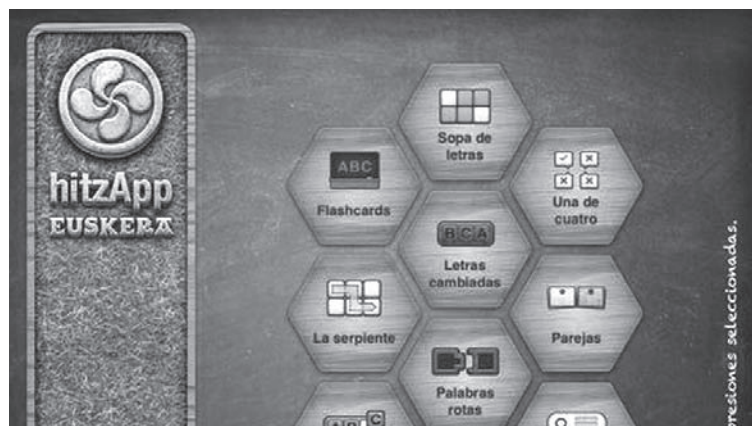 hitzApp
EUSKERA
Sopa de
letras
ABC
Flashcards
Una de
cuatro
BCA
Letras
cambiadas
La serpiente
Parejas
Palabras
rotas
A B C
seleccionadas.